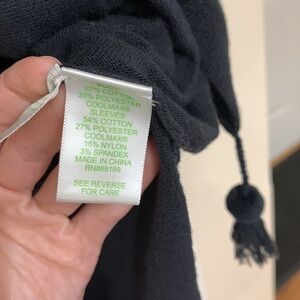 BODY
67% COTTON
33% POLYESTER
COOLMAX®
SLEEVES
54% COTTON
27% POLYESTER
COOLMAX®
16% NYLON
3% SPANDEX
MADE IN CHINA
RN#88189
SEE REVERSE
FOR CARE